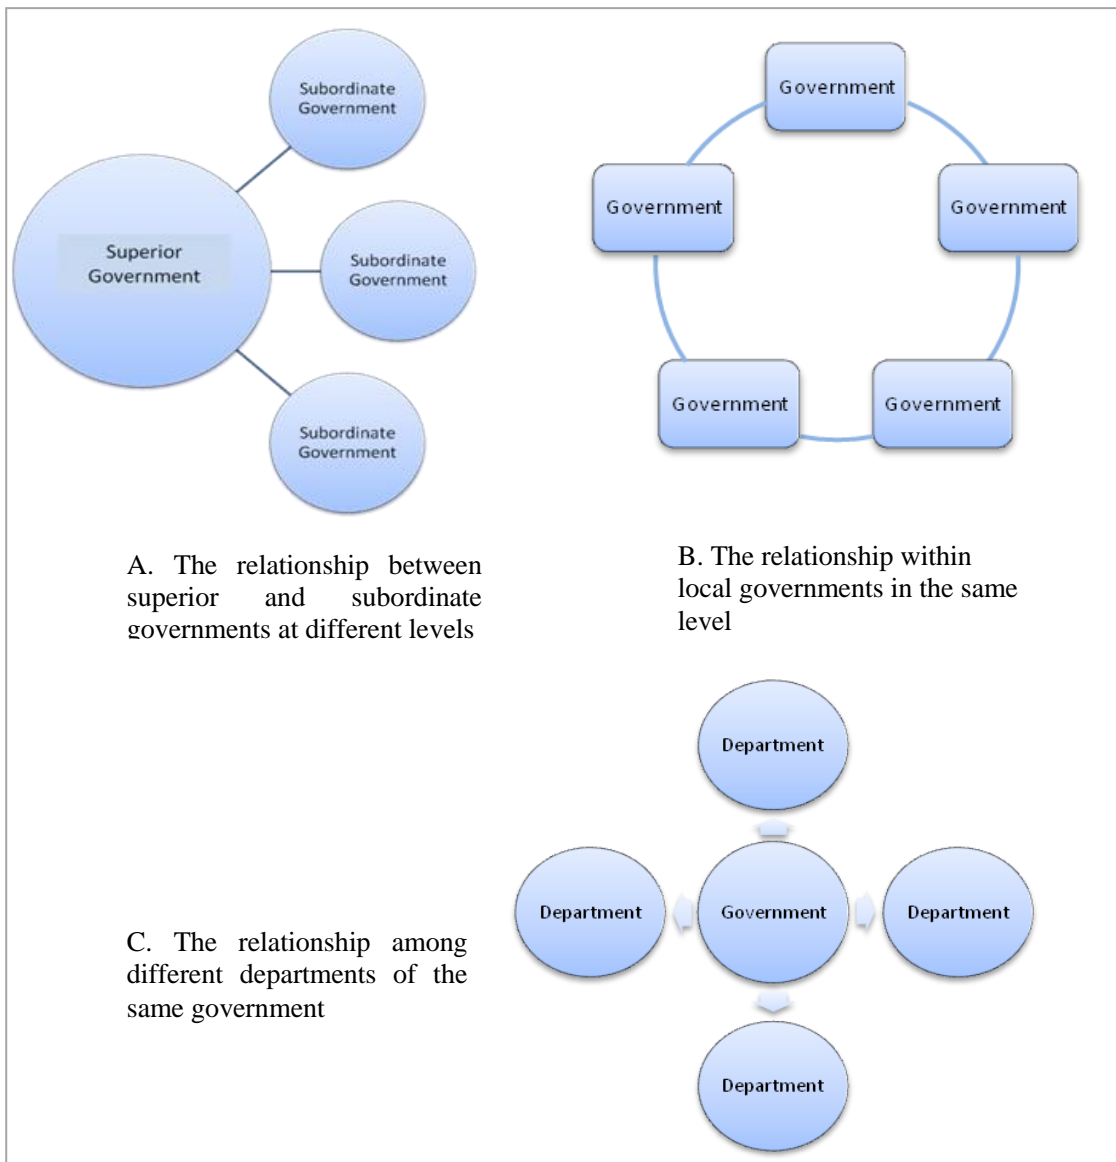 Subordinate
Government
Superior
Government
Subordinate
Government
Subordinate
Government
A. The relationship between
superior and subordinate
governments at different levels
Government
Government
Government
Government
Government
B. The relationship within
local governments in the same
level
C. The relationship among
different departments of the
same government
Department
Department
Government
Department
Department